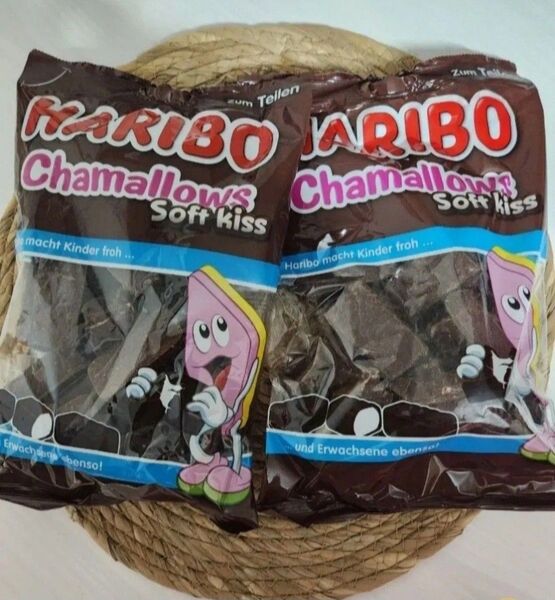 zum Teilen
HARIBO
Chamallows
Soft Kiss
macht Kinder froh ...
Erwachsene ebenso!
Zum Teilen
HARIBO
Chamallows
Soft Kiss
Haribo macht Kinder froh ...
... und Erwachsene ebenso!